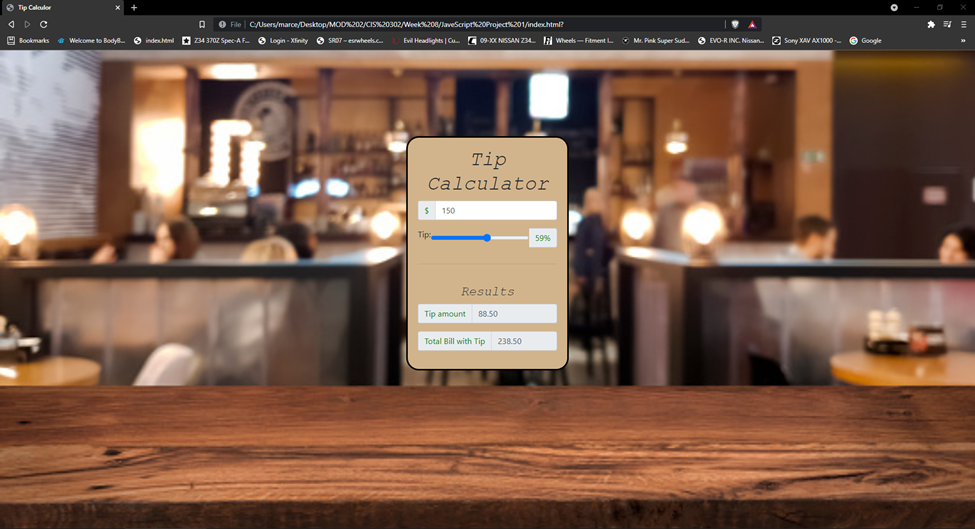 Tip Calculor
File
C:/Users/marce/Desktop/MOD%202/CIS%20302/Week%208/JaveScript%20Project%201/index.html?
Bookmarks
Welcome to BodyB...
index.html
Z34 370Z Spec-A F...
Login - Xfinity
SR07 – esrwheels.c...
Evil Headlights | Cu...
09-XX NISSAN Z34...
Wheels — Fitment I...
Mr. Pink Super Sud...
EVO-R INC. Nissan...
Sony XAV AX1000 -...
Google
Tip
Calculator
$ 150
Tip: 59%
Results
Tip amount 88.50
Total Bill with Tip 238.50